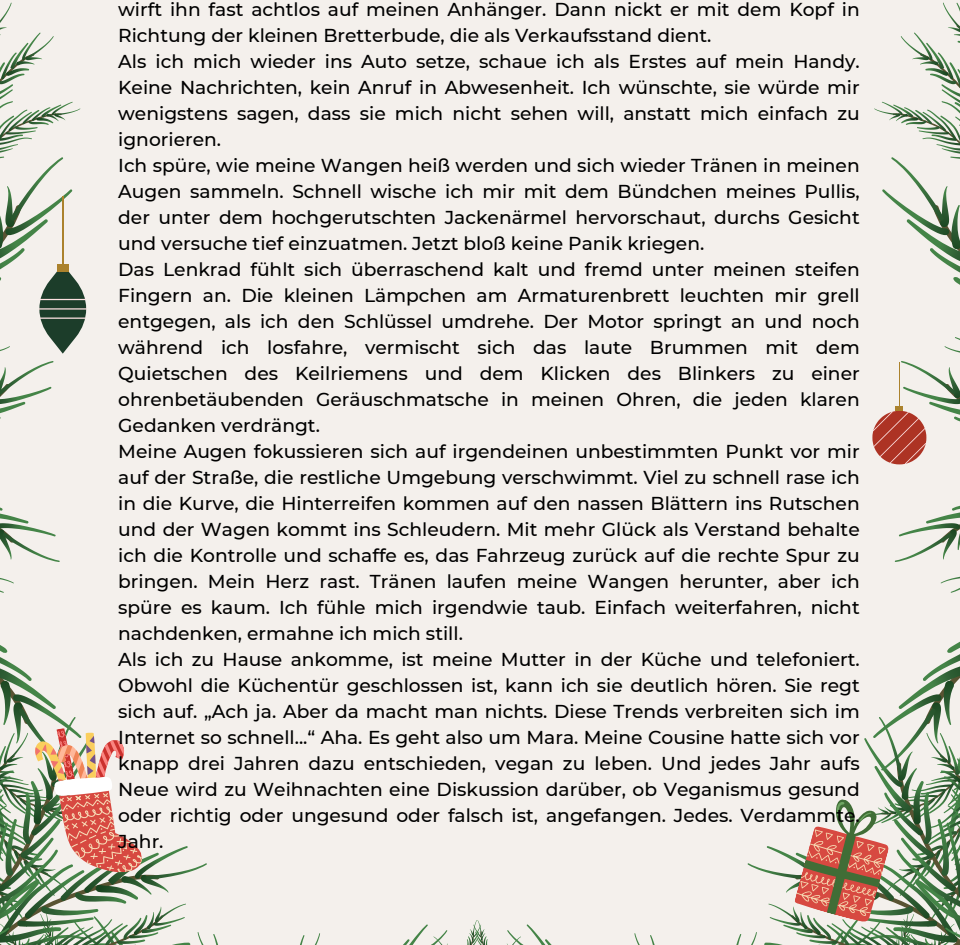 wirft ihn fast achtlos auf meinen Anhänger. Dann nickt er mit dem Kopf in
Richtung der kleinen Bretterbude, die als Verkaufsstand dient.
Als ich mich wieder ins Auto setze, schaue ich als Erstes auf mein Handy.
Keine Nachrichten, kein Anruf in Abwesenheit. Ich wünschte, sie würde mir
wenigstens sagen, dass sie mich nicht sehen will, anstatt mich einfach zu
ignorieren.
Ich spüre, wie meine Wangen heiß werden und sich wieder Tränen in meinen
Augen sammeln. Schnell wische ich mir mit dem Bündchen meines Pullis,
der unter dem hochgerutschten Jackenärmel hervorschaut, durchs Gesicht
und versuche tief einzuatmen. Jetzt bloß keine Panik kriegen.
Das Lenkrad fühlt sich überraschend kalt und fremd unter meinen steifen
Fingern an. Die kleinen Lämpchen am Armaturenbrett leuchten mir grell
entgegen, als ich den Schlüssel umdrehe. Der Motor springt an und noch
während ich losfahre, vermischt sich das laute Brummen mit dem
Quietschen des Keilriemens und dem Klicken des Blinkers zu einer
ohrenbetäubenden Geräuschmatsche in meinen Ohren, die jeden klaren
Gedanken verdrängt.
Meine Augen fokussieren sich auf irgendeinen unbestimmten Punkt vor mir
auf der Straße, die restliche Umgebung verschwimmt. Viel zu schnell rase ich
in die Kurve, die Hinterreifen kommen auf den nassen Blättern ins Rutschen
und der Wagen kommt ins Schleudern. Mit mehr Glück als Verstand behalte
ich die Kontrolle und schaffe es, das Fahrzeug zurück auf die rechte Spur zu
bringen. Mein Herz rast. Tränen laufen meine Wangen herunter, aber ich
spüre es kaum. Ich fühle mich irgendwie taub. Einfach weiterfahren, nicht
nachdenken, ermahne ich mich still.
Als ich zu Hause ankomme, ist meine Mutter in der Küche und telefoniert.
Obwohl die Küchentür geschlossen ist, kann ich sie deutlich hören. Sie regt
sich auf. „Ach ja. Aber da macht man nichts. Diese Trends verbreiten sich im
Internet so schnell…“ Aha. Es geht also um Mara. Meine Cousine hatte sich vor
knapp drei Jahren dazu entschieden, vegan zu leben. Und jedes Jahr aufs
Neue wird zu Weihnachten eine Diskussion darüber, ob Veganismus gesund
oder richtig oder ungesund oder falsch ist, angefangen. Jedes. Verdammte.
Jahr.